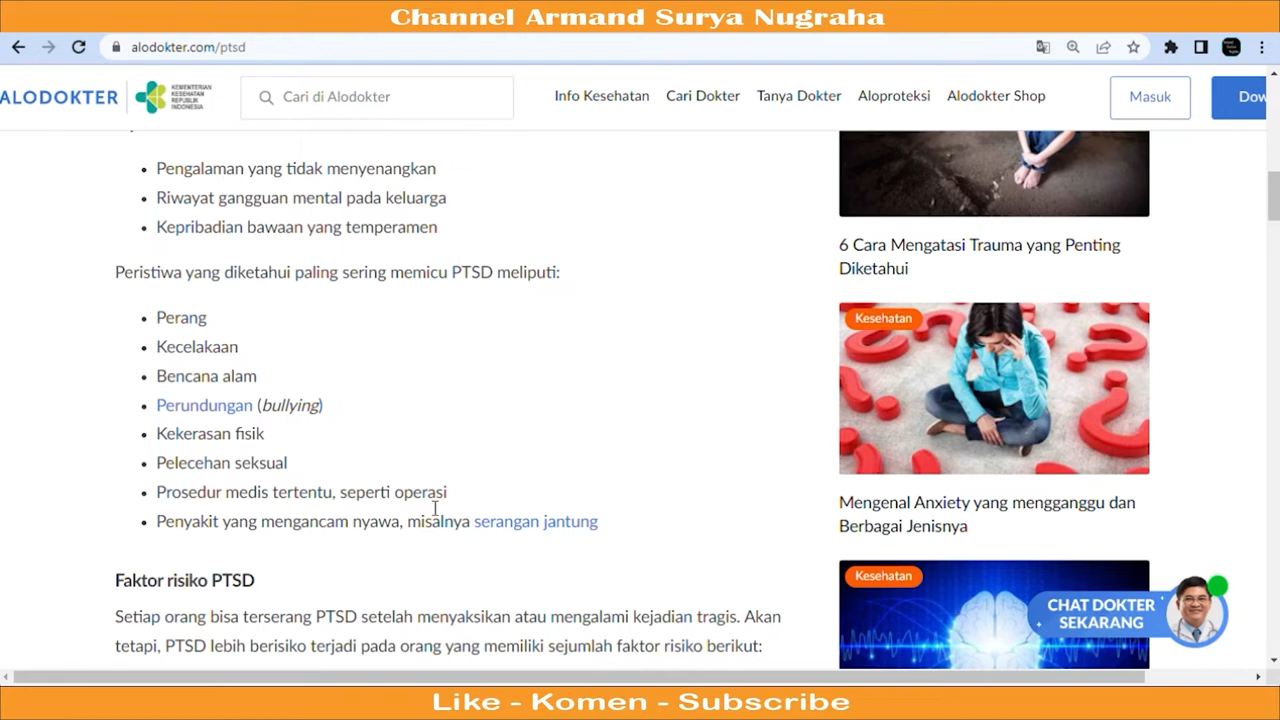 Channel Armand Surya Nugraha
alodokter.com/ptsd
ALODOKTER
KEMENTERIAN
KESEHATAN
REPUBLIK
INDONESIA
Cari di Alodokter
Info Kesehatan
Cari Dokter
Tanya Dokter
Aloproteksi
Alodokter Shop
Masuk
Dow
Pengalaman yang tidak menyenangkan
Riwayat gangguan mental pada keluarga
Kepribadian bawaan yang temperamen
Peristiwa yang diketahui paling sering memicu PTSD meliputi:
Perang
Kecelakaan
Bencana alam
Perundungan (bullying)
Kekerasan fisik
Pelecehan seksual
Prosedur medis tertentu, seperti operasi
Penyakit yang mengancam nyawa, misalnya serangan jantung
Faktor risiko PTSD
Setiap orang bisa terserang PTSD setelah menyaksikan atau mengalami kejadian tragis. Akan
tetapi, PTSD lebih berisiko terjadi pada orang yang memiliki sejumlah faktor risiko berikut:
6 Cara Mengatasi Trauma yang Penting
Diketahui
Kesehatan
Mengenal Anxiety yang mengganggu dan
Berbagai Jenisnya
Kesehatan
CHAT DOKTER
SEKARANG
Like - Komen - Subscribe